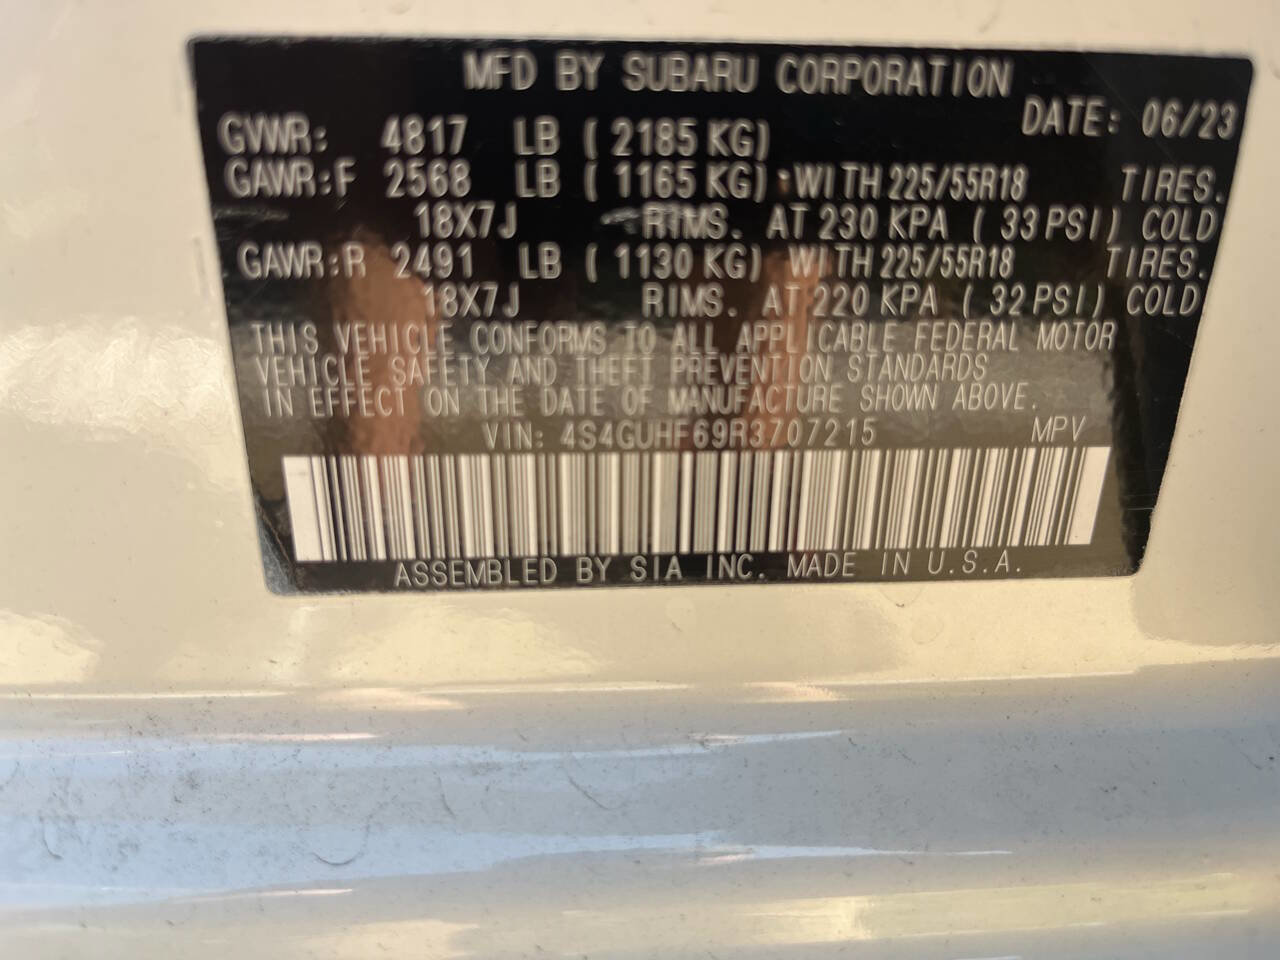 MFD BY SUBARU CORPORATION
DATE: 06/23
GVWR: 4817 LB ( 2185 KG)
GAWR:F 2568 LB ( 1165 KG) WITH 225/55R18 TIRES.
18X7J RIMS. AT 230 KPA ( 33 PSI) COLD
GAWR:R 2491 LB ( 1130 KG) WITH 225/55R18 TIRES.
18X7J RIMS. AT 220 KPA ( 32 PSI) COLD
THIS VEHICLE CONFORMS TO ALL APPLICABLE FEDERAL MOTOR
VEHICLE SAFETY AND THEFT PREVENTION STANDARDS
IN EFFECT ON THE DATE OF MANUFACTURE SHOWN ABOVE.
VIN: 4S4GUHF69R3707215 MPV
ASSEMBLED BY SIA INC. MADE IN U.S.A.